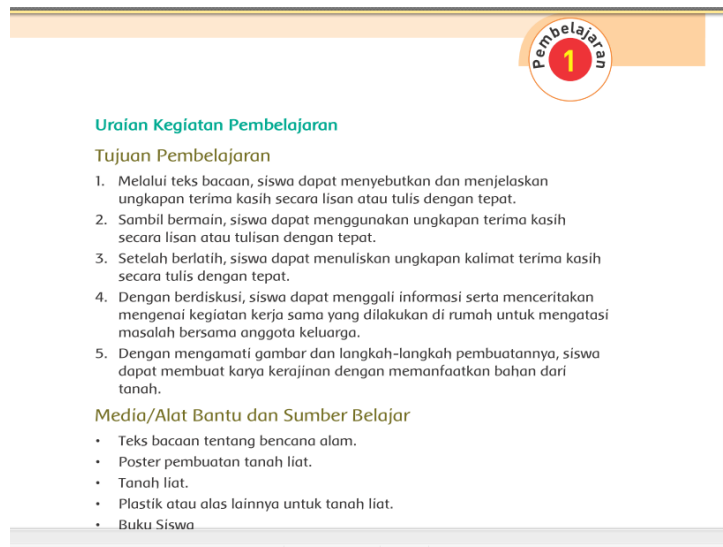 Pembelajaran
1
Uraian Kegiatan Pembelajaran
Tujuan Pembelajaran
1. Melalui teks bacaan, siswa dapat menyebutkan dan menjelaskan
ungkapan terima kasih secara lisan atau tulis dengan tepat.
2. Sambil bermain, siswa dapat menggunakan ungkapan terima kasih
secara lisan atau tulisan dengan tepat.
3. Setelah berlatih, siswa dapat menuliskan ungkapan kalimat terima kasih
secara tulis dengan tepat.
4. Dengan berdiskusi, siswa dapat menggali informasi serta menceritakan
mengenai kegiatan kerja sama yang dilakukan di rumah untuk mengatasi
masalah bersama anggota keluarga.
5. Dengan mengamati gambar dan langkah-langkah pembuatannya, siswa
dapat membuat karya kerajinan dengan memanfaatkan bahan dari
tanah.
Media/Alat Bantu dan Sumber Belajar
• Teks bacaan tentang bencana alam.
• Poster pembuatan tanah liat.
• Tanah liat.
• Plastik atau alas lainnya untuk tanah liat.
• Buku Siswa